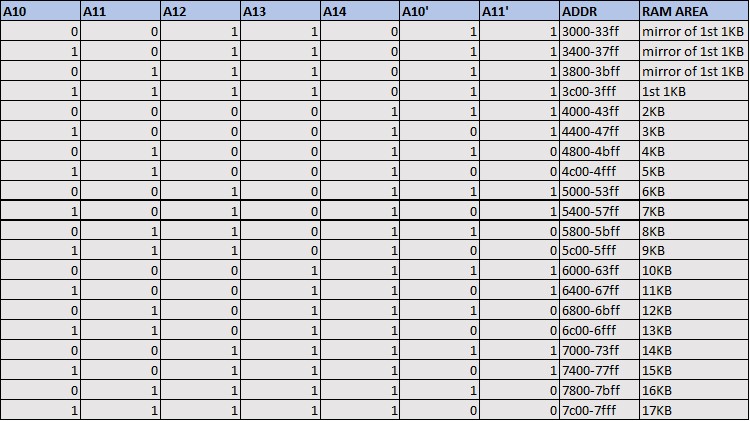 A10 A11 A12 A13 A14 A10' A11' ADDR RAM AREA
0 0 1 1 0 1 1 3000-33ff mirror of 1st 1KB
1 0 1 1 0 1 1 3400-37ff mirror of 1st 1KB
0 1 1 1 0 1 1 3800-3bff mirror of 1st 1KB
1 1 1 1 0 1 1 3c00-3fff 1st 1KB
0 0 0 0 1 1 1 4000-43ff 2KB
1 0 0 0 1 0 1 4400-47ff 3KB
0 1 0 0 1 1 0 4800-4bff 4KB
1 1 0 0 1 0 0 4c00-4fff 5KB
0 0 1 0 1 1 1 5000-53ff 6KB
1 0 1 0 1 0 1 5400-57ff 7KB
0 1 1 0 1 1 0 5800-5bff 8KB
1 1 1 0 1 0 0 5c00-5fff 9KB
0 0 0 1 1 1 1 6000-63ff 10KB
1 0 0 1 1 0 1 6400-67ff 11KB
0 1 0 1 1 1 0 6800-6bff 12KB
1 1 0 1 1 0 0 6c00-6fff 13KB
0 0 1 1 1 1 1 7000-73ff 14KB
1 0 1 1 1 0 1 7400-77ff 15KB
0 1 1 1 1 1 0 7800-7bff 16KB
1 1 1 1 1 0 0 7c00-7fff 17KB